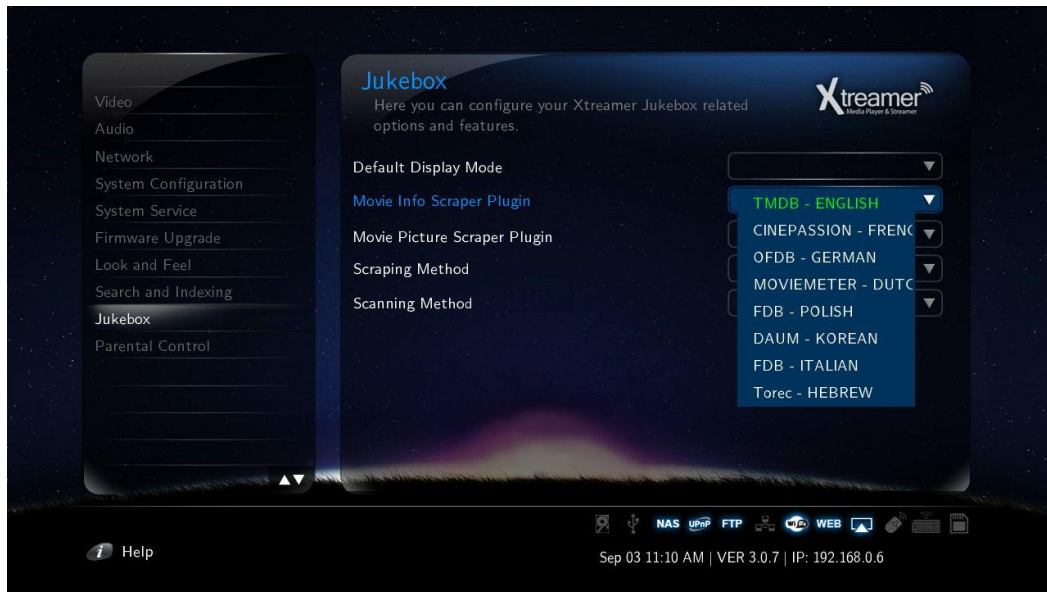 Video
Audio
Network
System Configuration
System Service
Firmware Upgrade
Look and Feel
Search and Indexing
Jukebox
Parental Control
Jukebox
Here you can configure your Xtreamer Jukebox related
options and features.
Xtreamer
Media Player & Streamer
Default Display Mode
Movie Info Scraper Plugin
Movie Picture Scraper Plugin
Scraping Method
Scanning Method
TMDB - ENGLISH
CINEPASSION - FRENC
OFDB - GERMAN
MOVIEMETER - DUTC
FDB - POLISH
DAUM - KOREAN
FDB - ITALIAN
Torec - HEBREW
NAS UPnP FTP WiFi WEB
i Help
Sep 03 11:10 AM | VER 3.0.7 | IP: 192.168.0.6